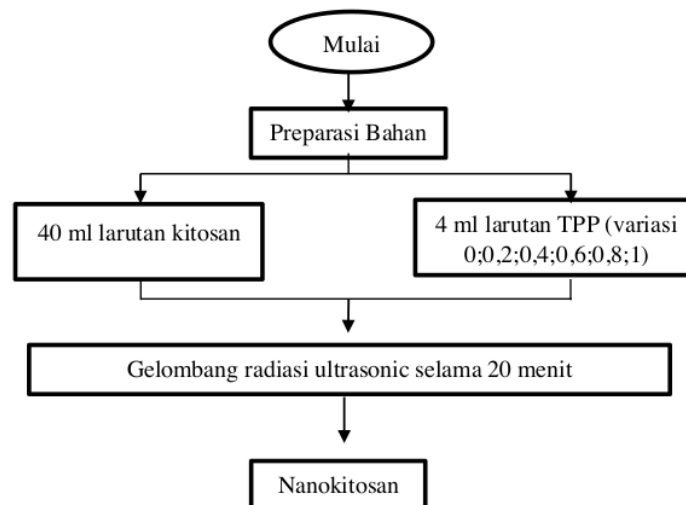 Mulai
Preparasi Bahan
40 ml larutan kitosan
4 ml larutan TPP (variasi
0;0,2;0,4;0,6;0,8;1)
Gelombang radiasi ultrasonic selama 20 menit
Nanokitosan